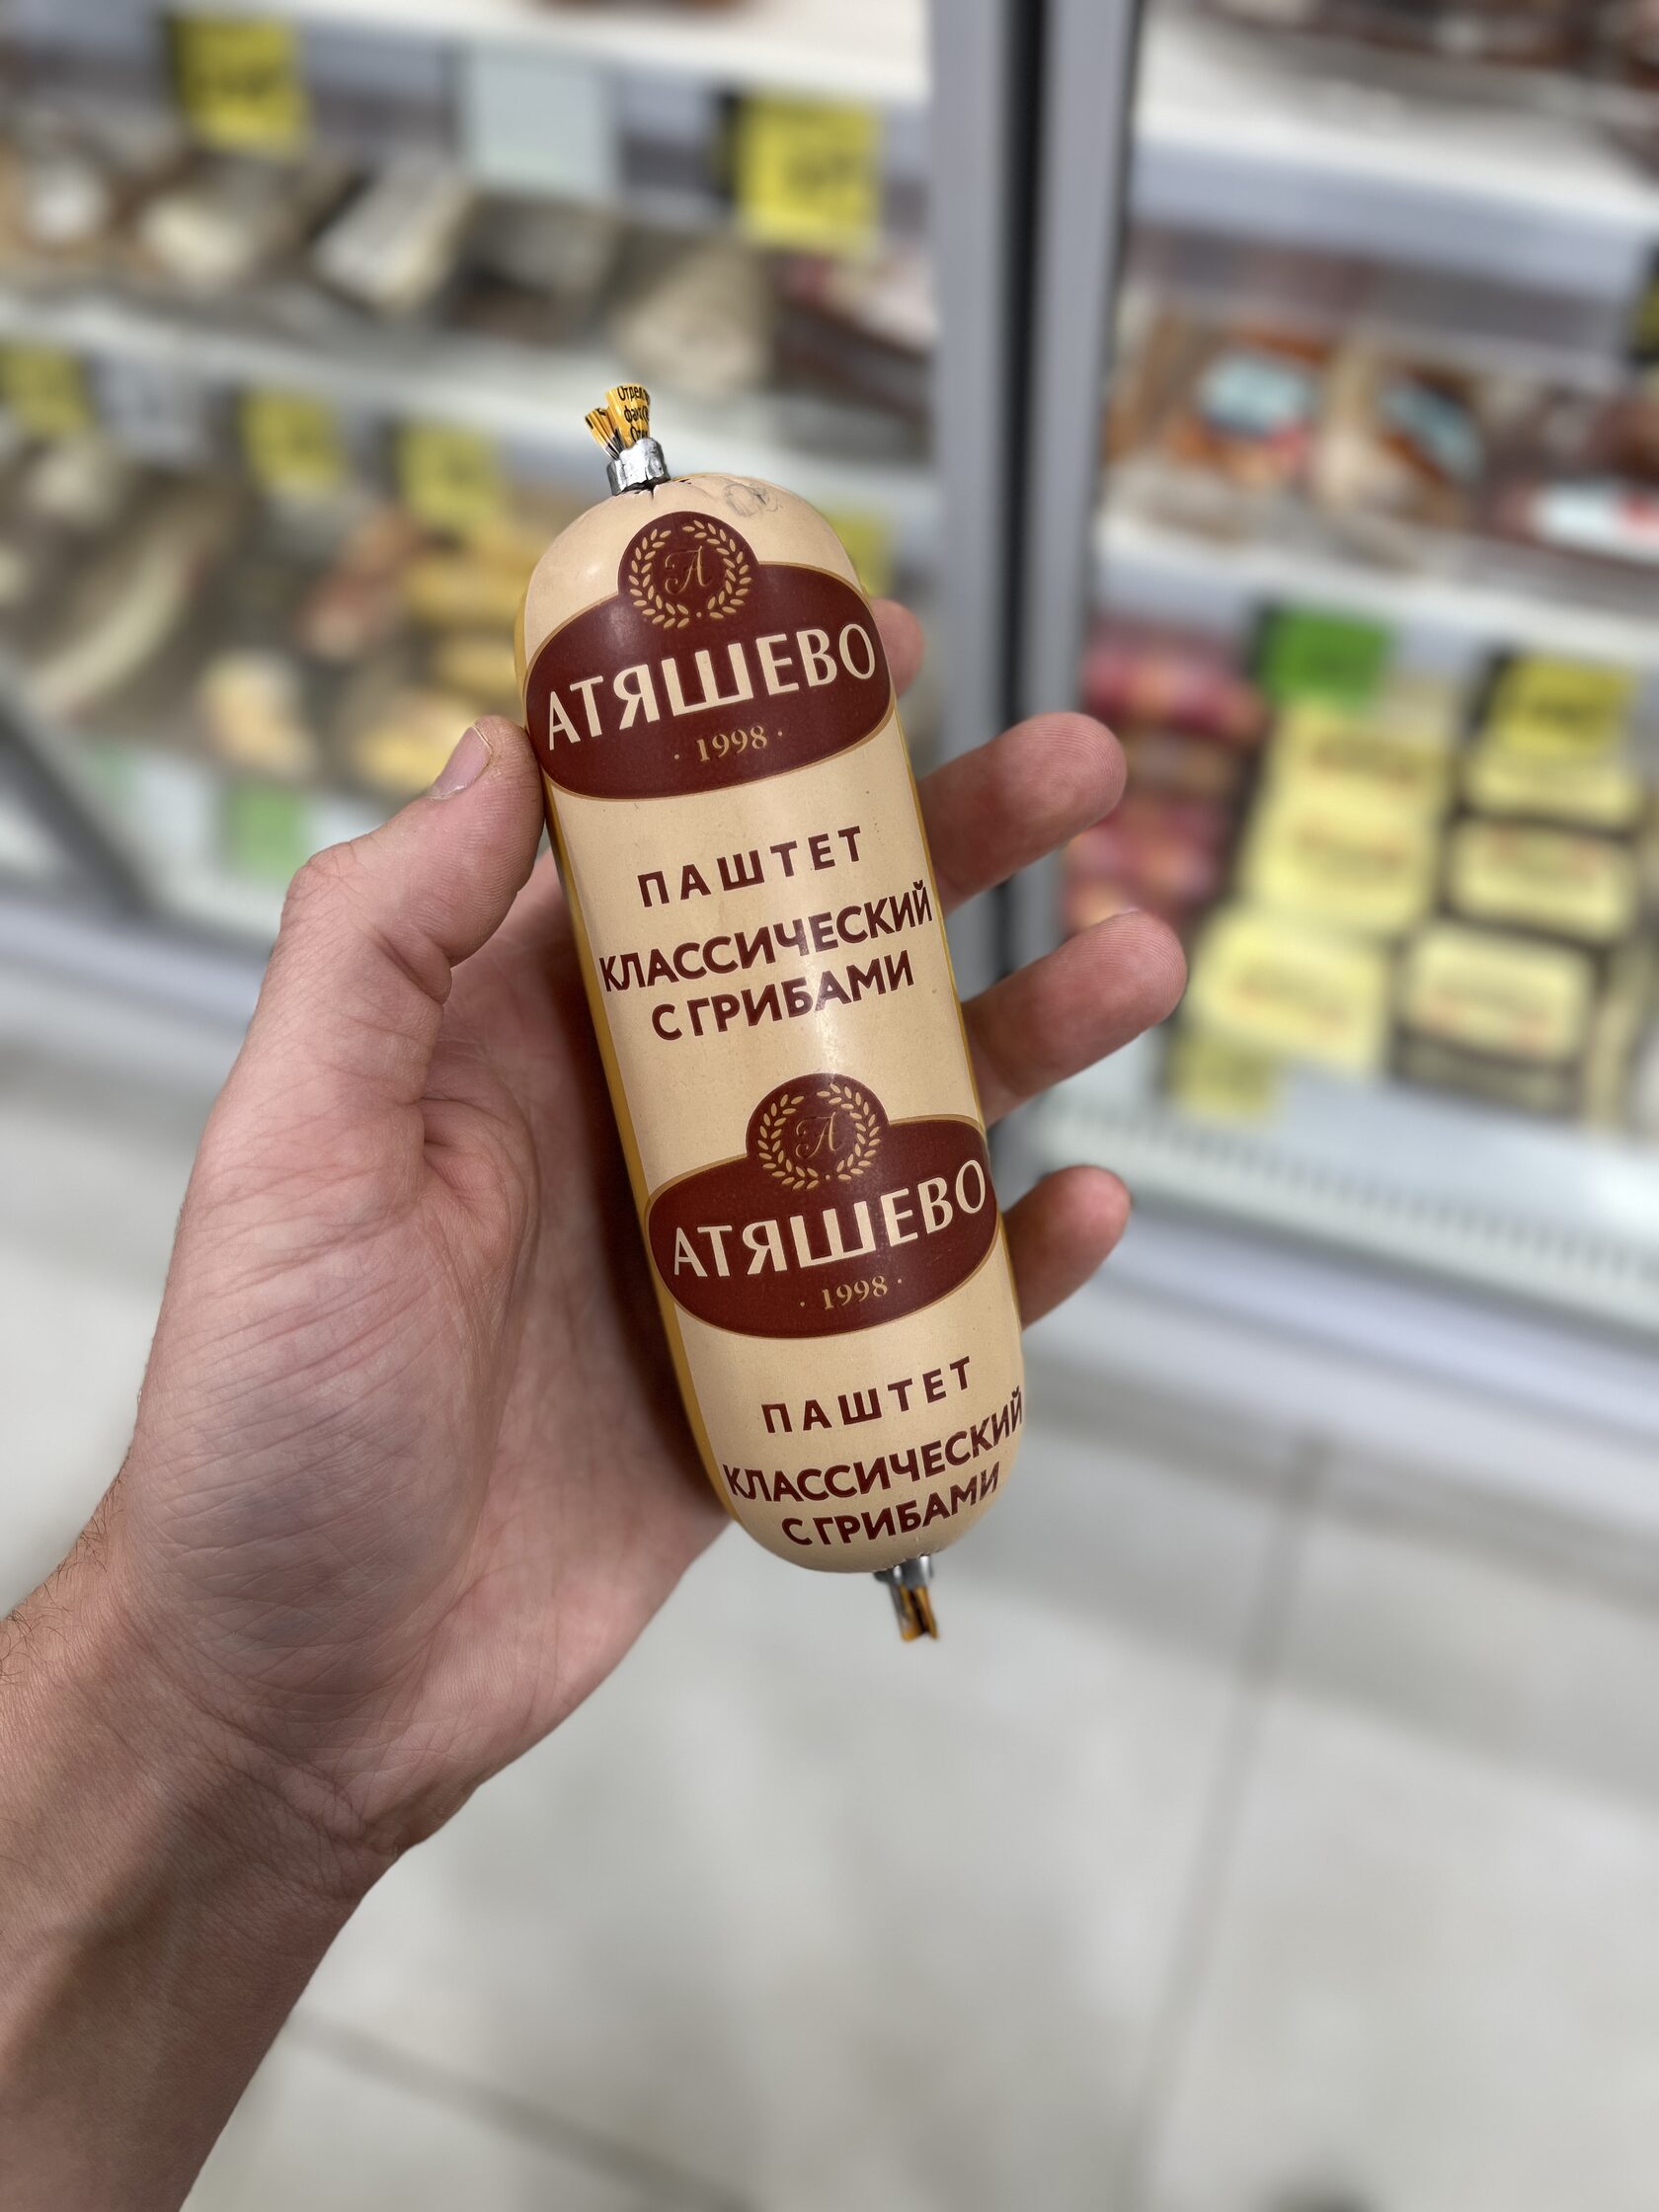 А
АТЯШЕВО
· 1998 ·
ПАШТЕТ
КЛАССИЧЕСКИЙ
С ГРИБАМИ
А
АТЯШЕВО
· 1998 ·
ПАШТЕТ
КЛАССИЧЕСКИЙ
С ГРИБАМИ